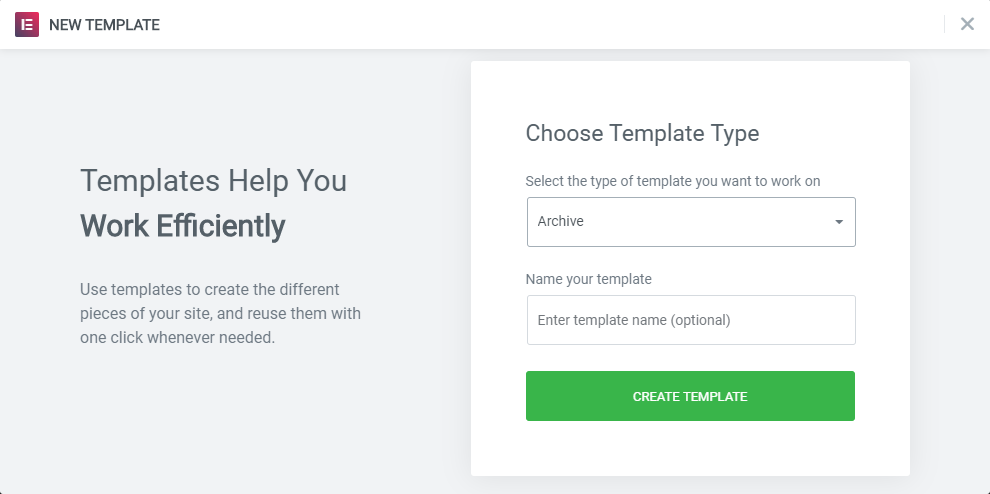 NEW TEMPLATE
Templates Help You
Work Efficiently
Use templates to create the different
pieces of your site, and reuse them with
one click whenever needed.
Choose Template Type
Select the type of template you want to work on
Archive
Name your template
Enter template name (optional)
CREATE TEMPLATE